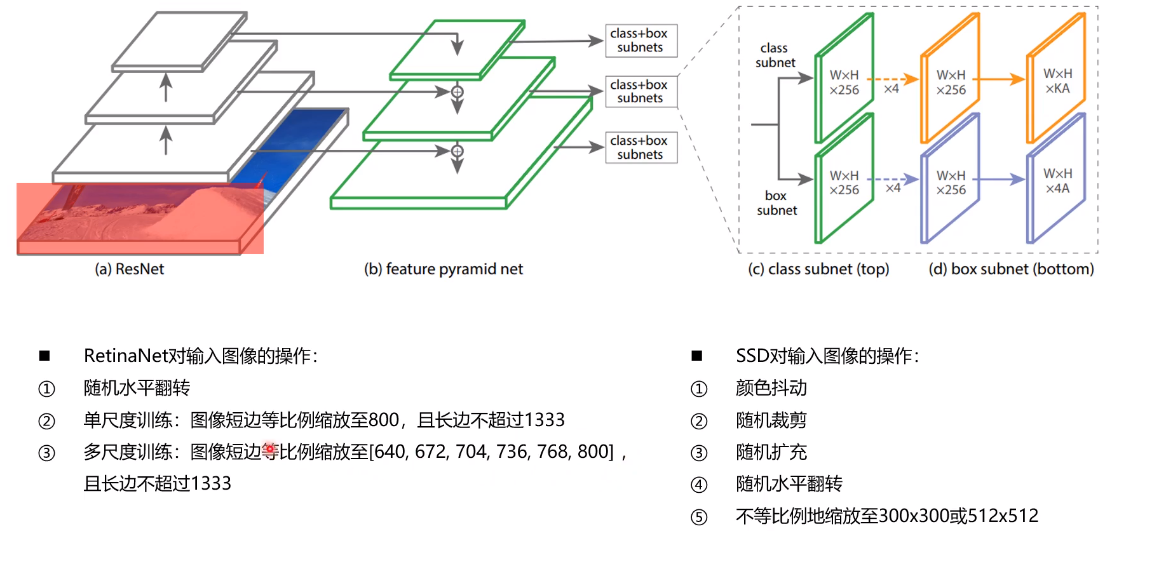 class+box
subnets
class+box
subnets
class+box
subnets
class
subnet
box
subnet
W×H
×256
×4
W×H
×256
W×H
×KA
W×H
×256
×4
W×H
×256
W×H
×4A
(a) ResNet
(b) feature pyramid net
(c) class subnet (top)
(d) box subnet (bottom)
■ RetinaNet对输入图像的操作：
① 随机水平翻转
② 单尺度训练：图像短边等比例缩放至800，且长边不超过1333
③ 多尺度训练：图像短边等比例缩放至[640, 672, 704, 736, 768, 800]，
且长边不超过1333
■ SSD对输入图像的操作：
① 颜色抖动
② 随机裁剪
③ 随机扩充
④ 随机水平翻转
⑤ 不等比例地缩放至300x300或512x512